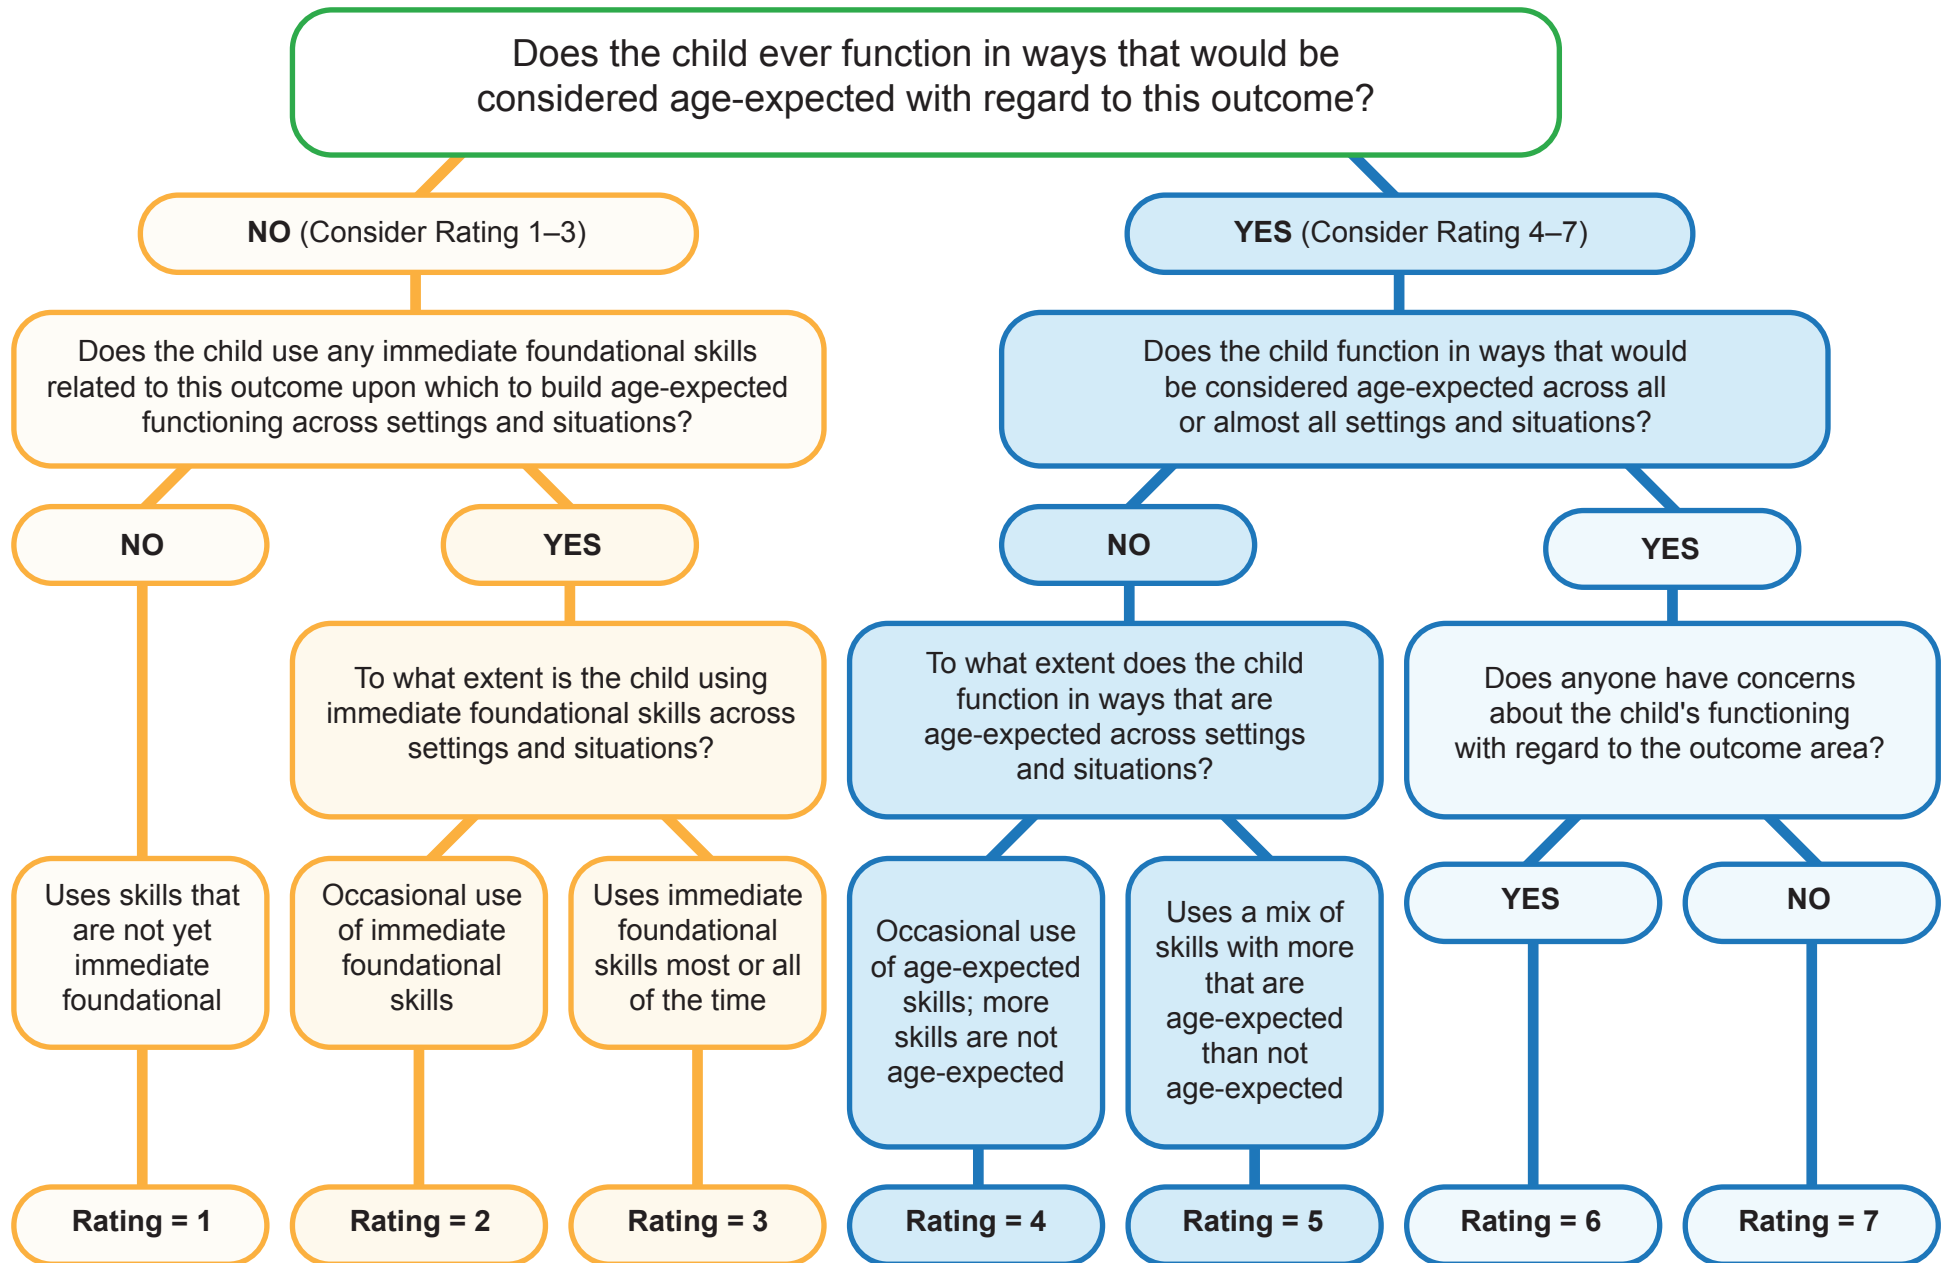 Does the child ever function in ways that would be
considered age-expected with regard to this outcome?
NO (Consider Rating 1–3)
YES (Consider Rating 4–7)
Does the child use any immediate foundational skills
related to this outcome upon which to build age-expected
functioning across settings and situations?
Does the child function in ways that would
be considered age-expected across all
or almost all settings and situations?
NO
YES
NO
YES
To what extent is the child using
immediate foundational skills across
settings and situations?
To what extent does the child
function in ways that are
age-expected across settings
and situations?
Does anyone have concerns
about the child's functioning
with regard to the outcome area?
Uses skills that
are not yet
immediate
foundational
Occasional use
of immediate
foundational
skills
Uses immediate
foundational
skills most or all
of the time
Occasional use
of age-expected
skills; more
skills are not
age-expected
Uses a mix of
skills with more
that are
age-expected
than not
age-expected
YES
NO
Rating = 1
Rating = 2
Rating = 3
Rating = 4
Rating = 5
Rating = 6
Rating = 7